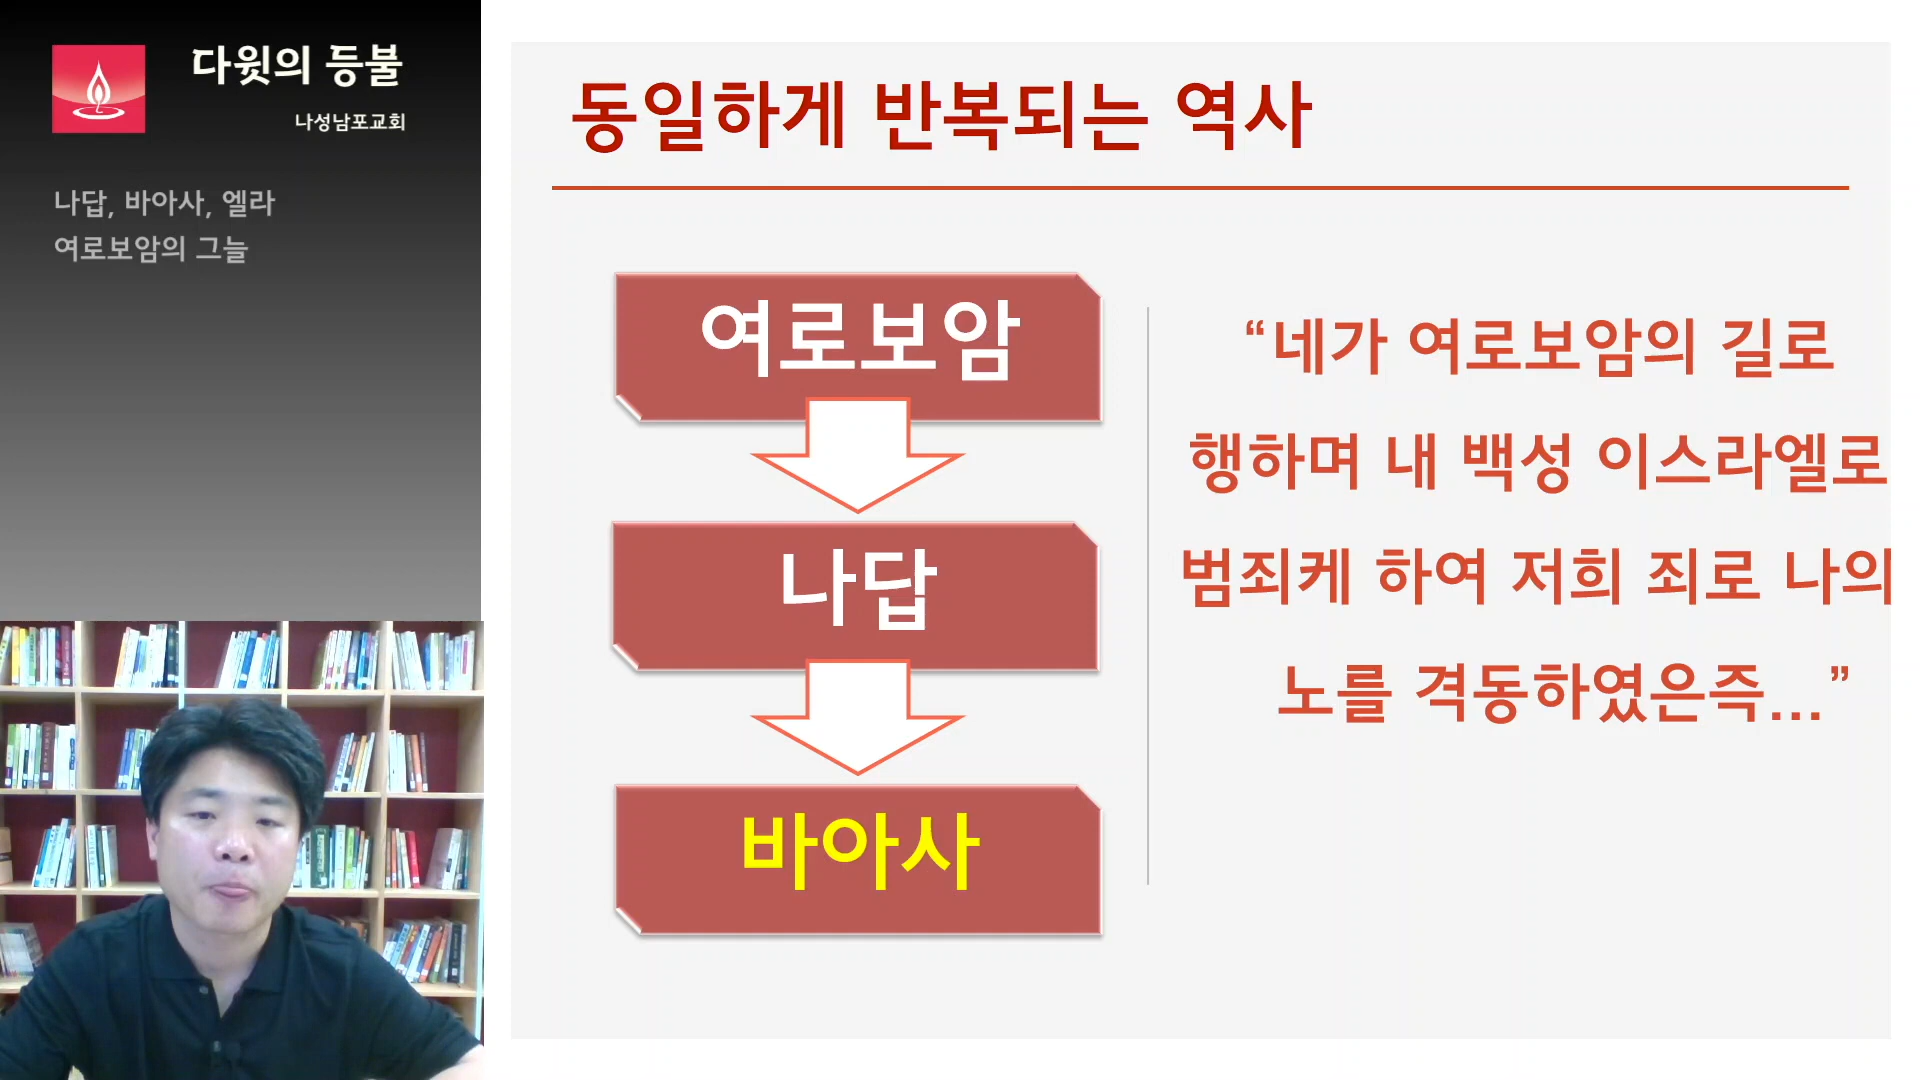 다윗의 등불
나성남포교회
나답, 바아사, 엘라
여로보암의 그늘
동일하게 반복되는 역사
여로보암
나답
바아사
“네가 여로보암의 길로
행하며 내 백성 이스라엘로
범죄케 하여 저희 죄로 나의
노를 격동하였은즉...”